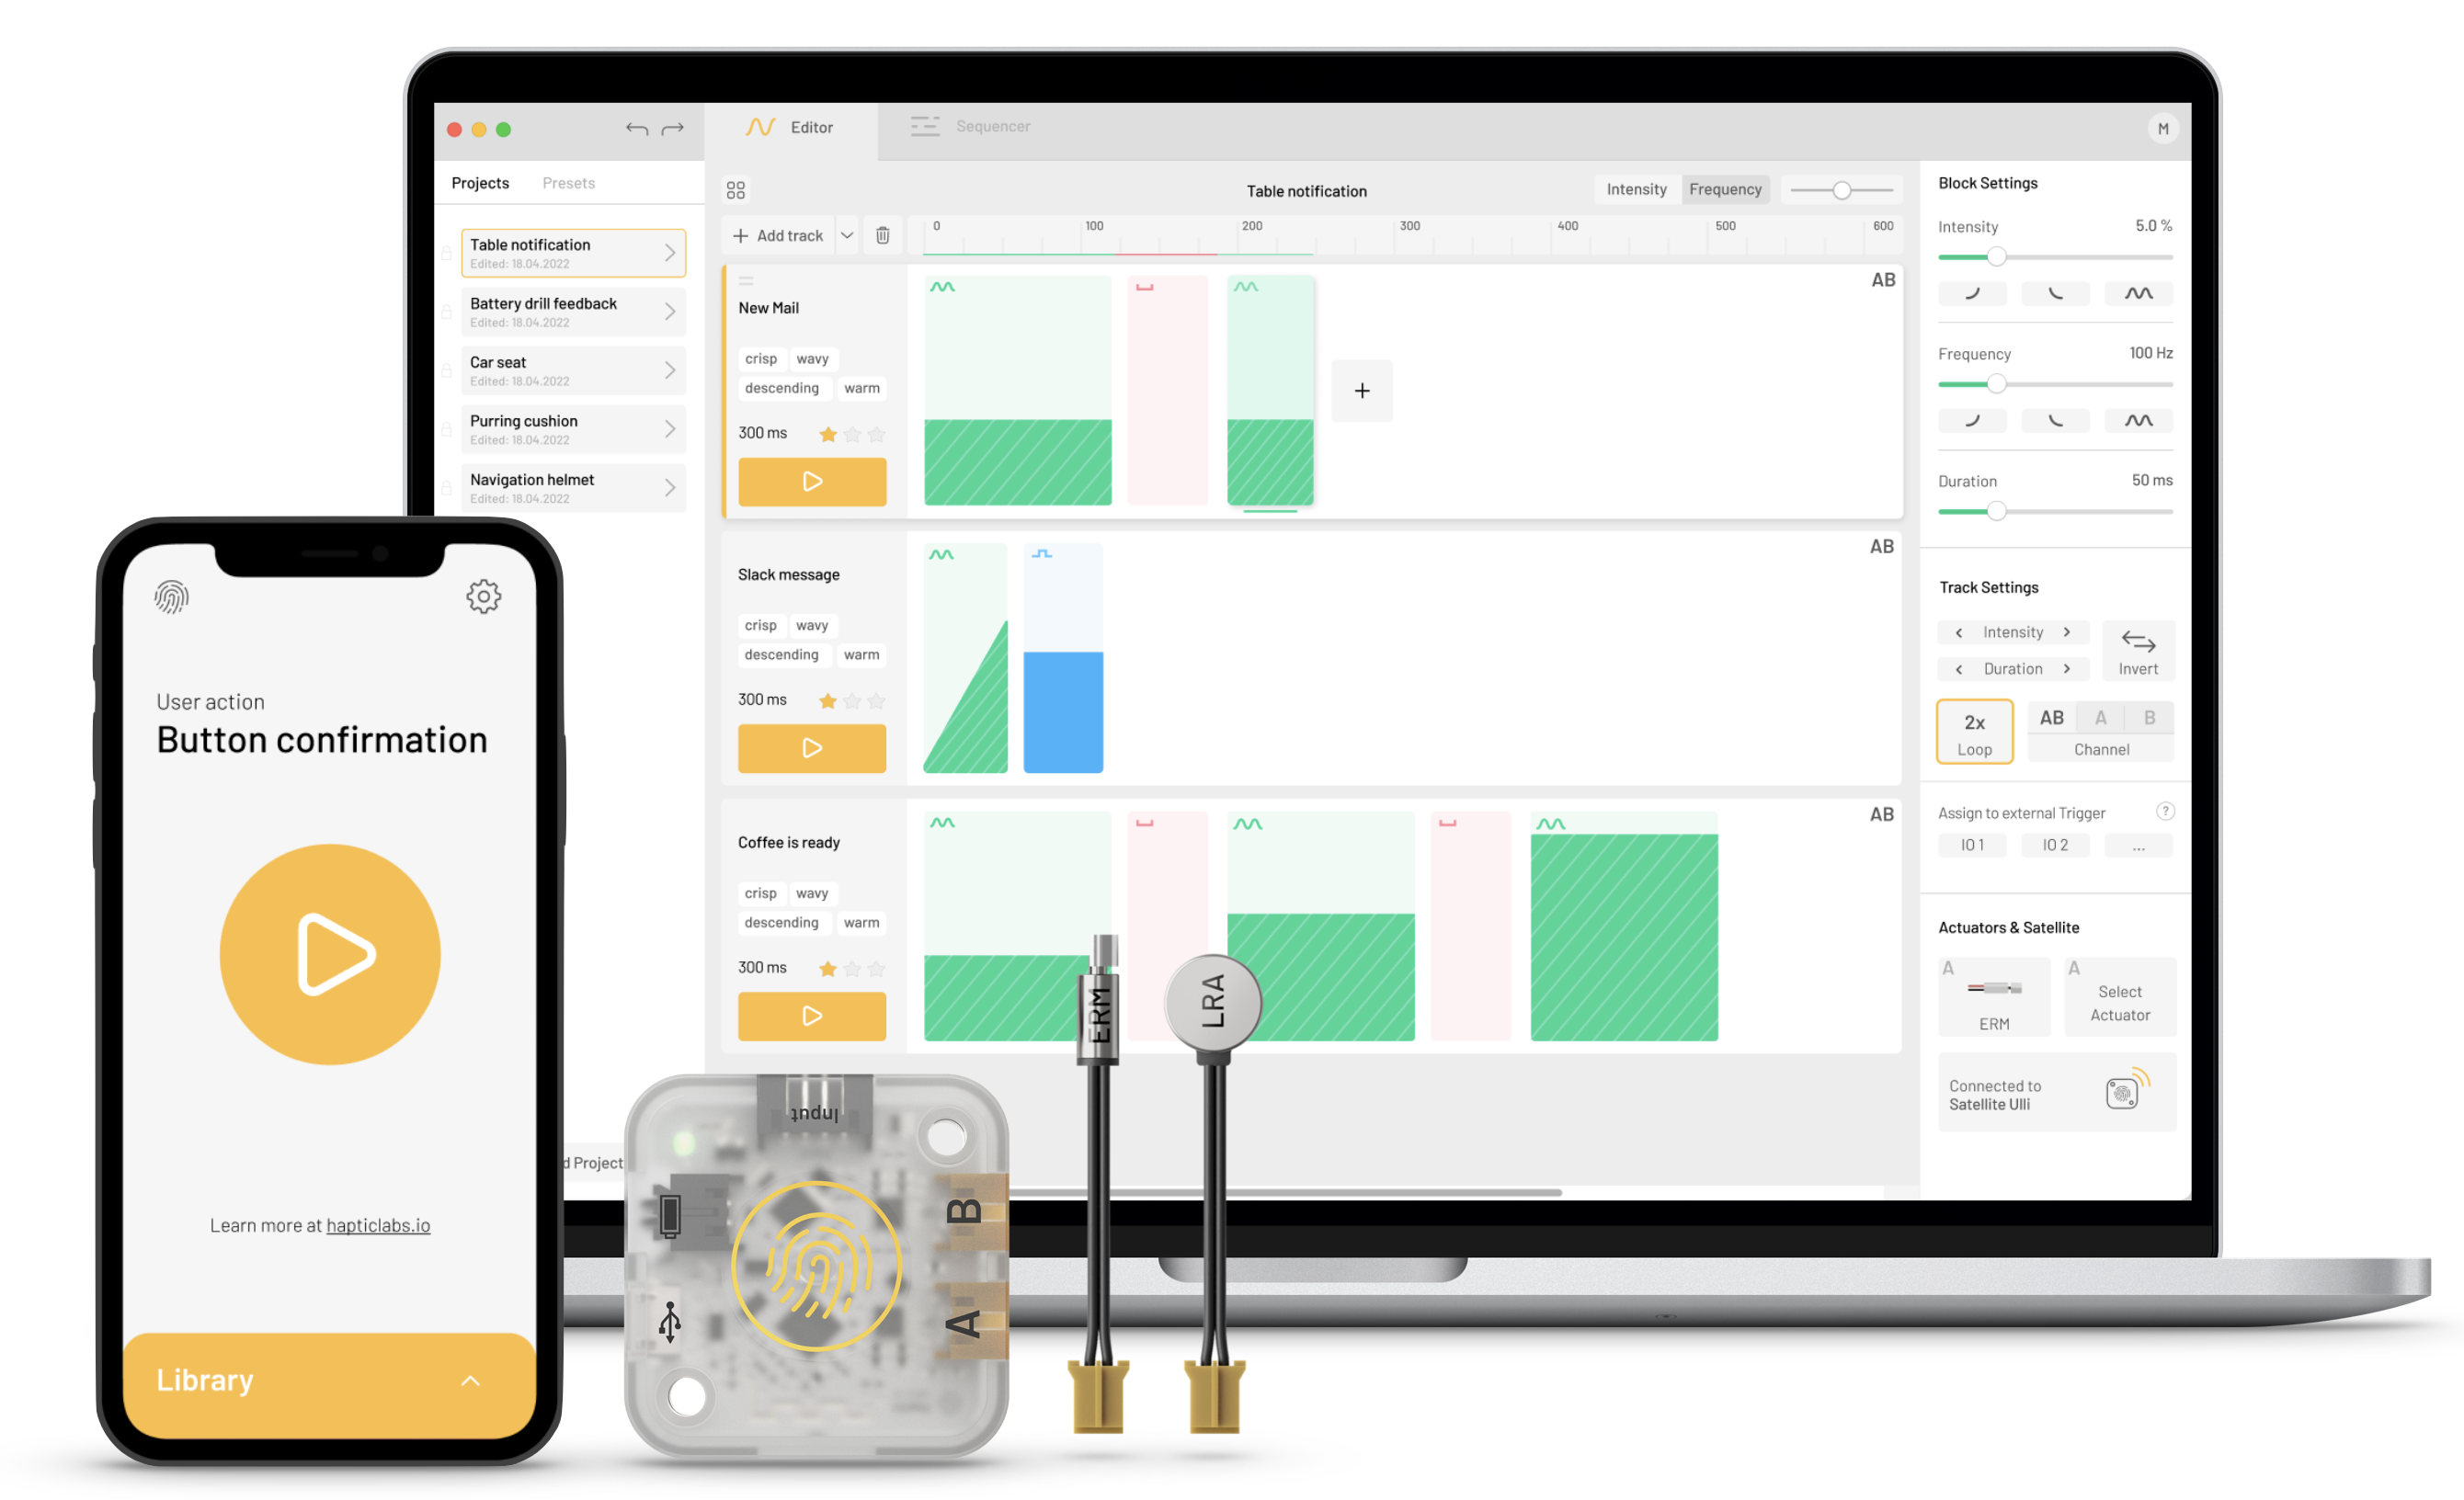 Editor
Sequencer
M
Projects
Presets
Table notification
Edited: 18.04.2022
Battery drill feedback
Edited: 18.04.2022
Car seat
Edited: 18.04.2022
Purring cushion
Edited: 18.04.2022
Navigation helmet
Edited: 18.04.2022
d Project
Table notification
Intensity
Frequency
+ Add track
0
100
200
300
400
500
600
New Mail
crisp
wavy
descending
warm
300 ms
AB
+
Slack message
crisp
wavy
descending
warm
300 ms
AB
Coffee is ready
crisp
wavy
descending
warm
300 ms
AB
Block Settings
Intensity
5.0 %
Frequency
100 Hz
Duration
50 ms
Track Settings
< Intensity >
< Duration >
Invert
2x
Loop
AB
A
B
Channel
Assign to external Trigger
?
IO 1
IO 2
...
Actuators & Satellite
A
ERM
A
Select
Actuator
Connected to
Satellite Ulli
User action
Button confirmation
Learn more at hapticlabs.io
Library
Input
B
A
ERM
LRA